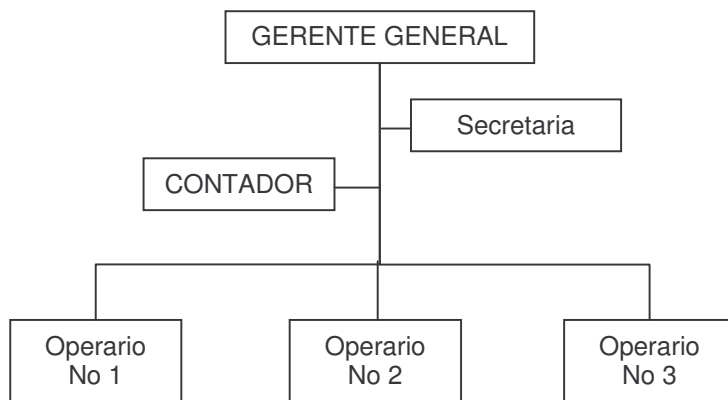 GERENTE GENERAL
Secretaria
CONTADOR
Operario
No 1
Operario
No 2
Operario
No 3